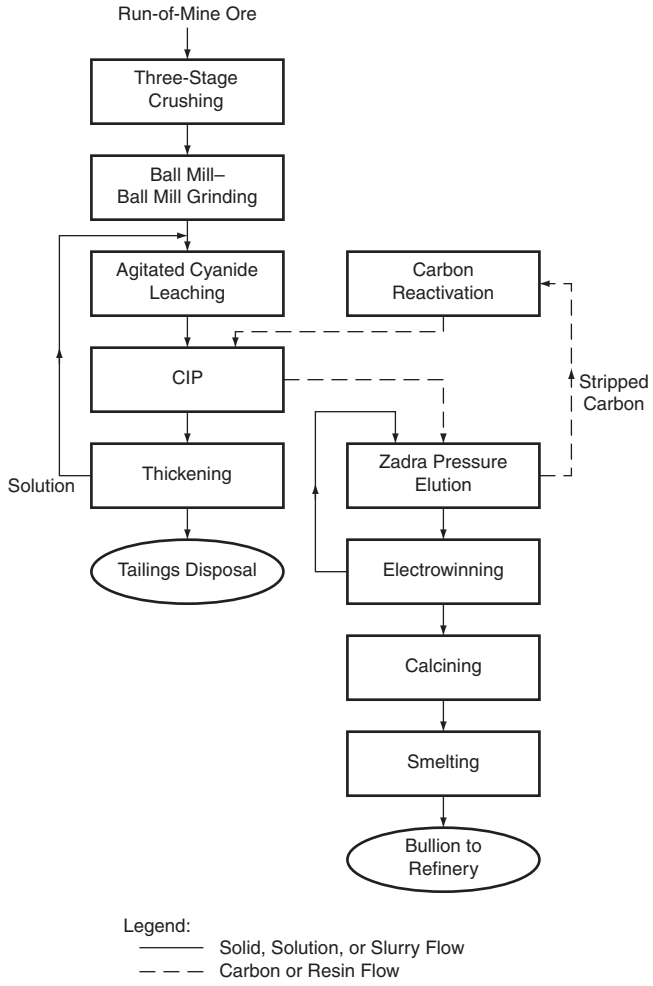 Run-of-Mine Ore
Three-Stage
Crushing
Ball Mill–
Ball Mill Grinding
Agitated Cyanide
Leaching
Carbon
Reactivation
CIP
Stripped
Carbon
Thickening
Solution
Zadra Pressure
Elution
Tailings Disposal
Electrowinning
Calcining
Smelting
Bullion to
Refinery
Legend:
Solid, Solution, or Slurry Flow
Carbon or Resin Flow